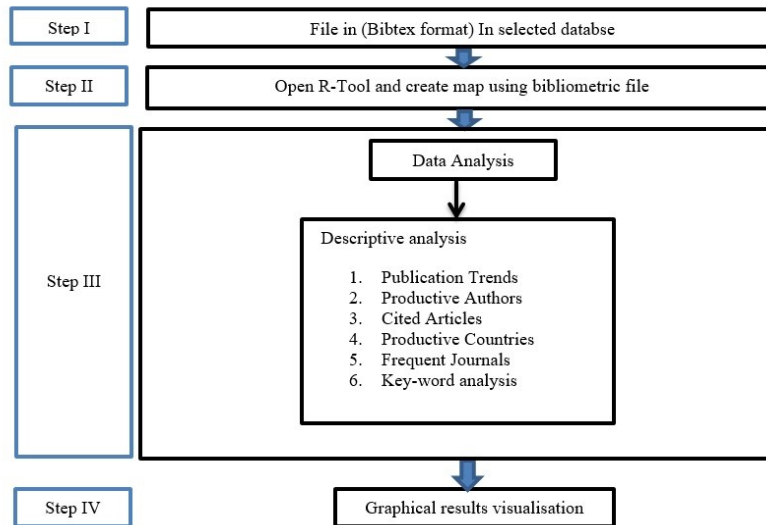 Step I
File in (Bibtex format) In selected databse
Step II
Open R-Tool and create map using bibliometric file
Step III
Data Analysis
Descriptive analysis
1. Publication Trends
2. Productive Authors
3. Cited Articles
4. Productive Countries
5. Frequent Journals
6. Key-word analysis
Step IV
Graphical results visualisation